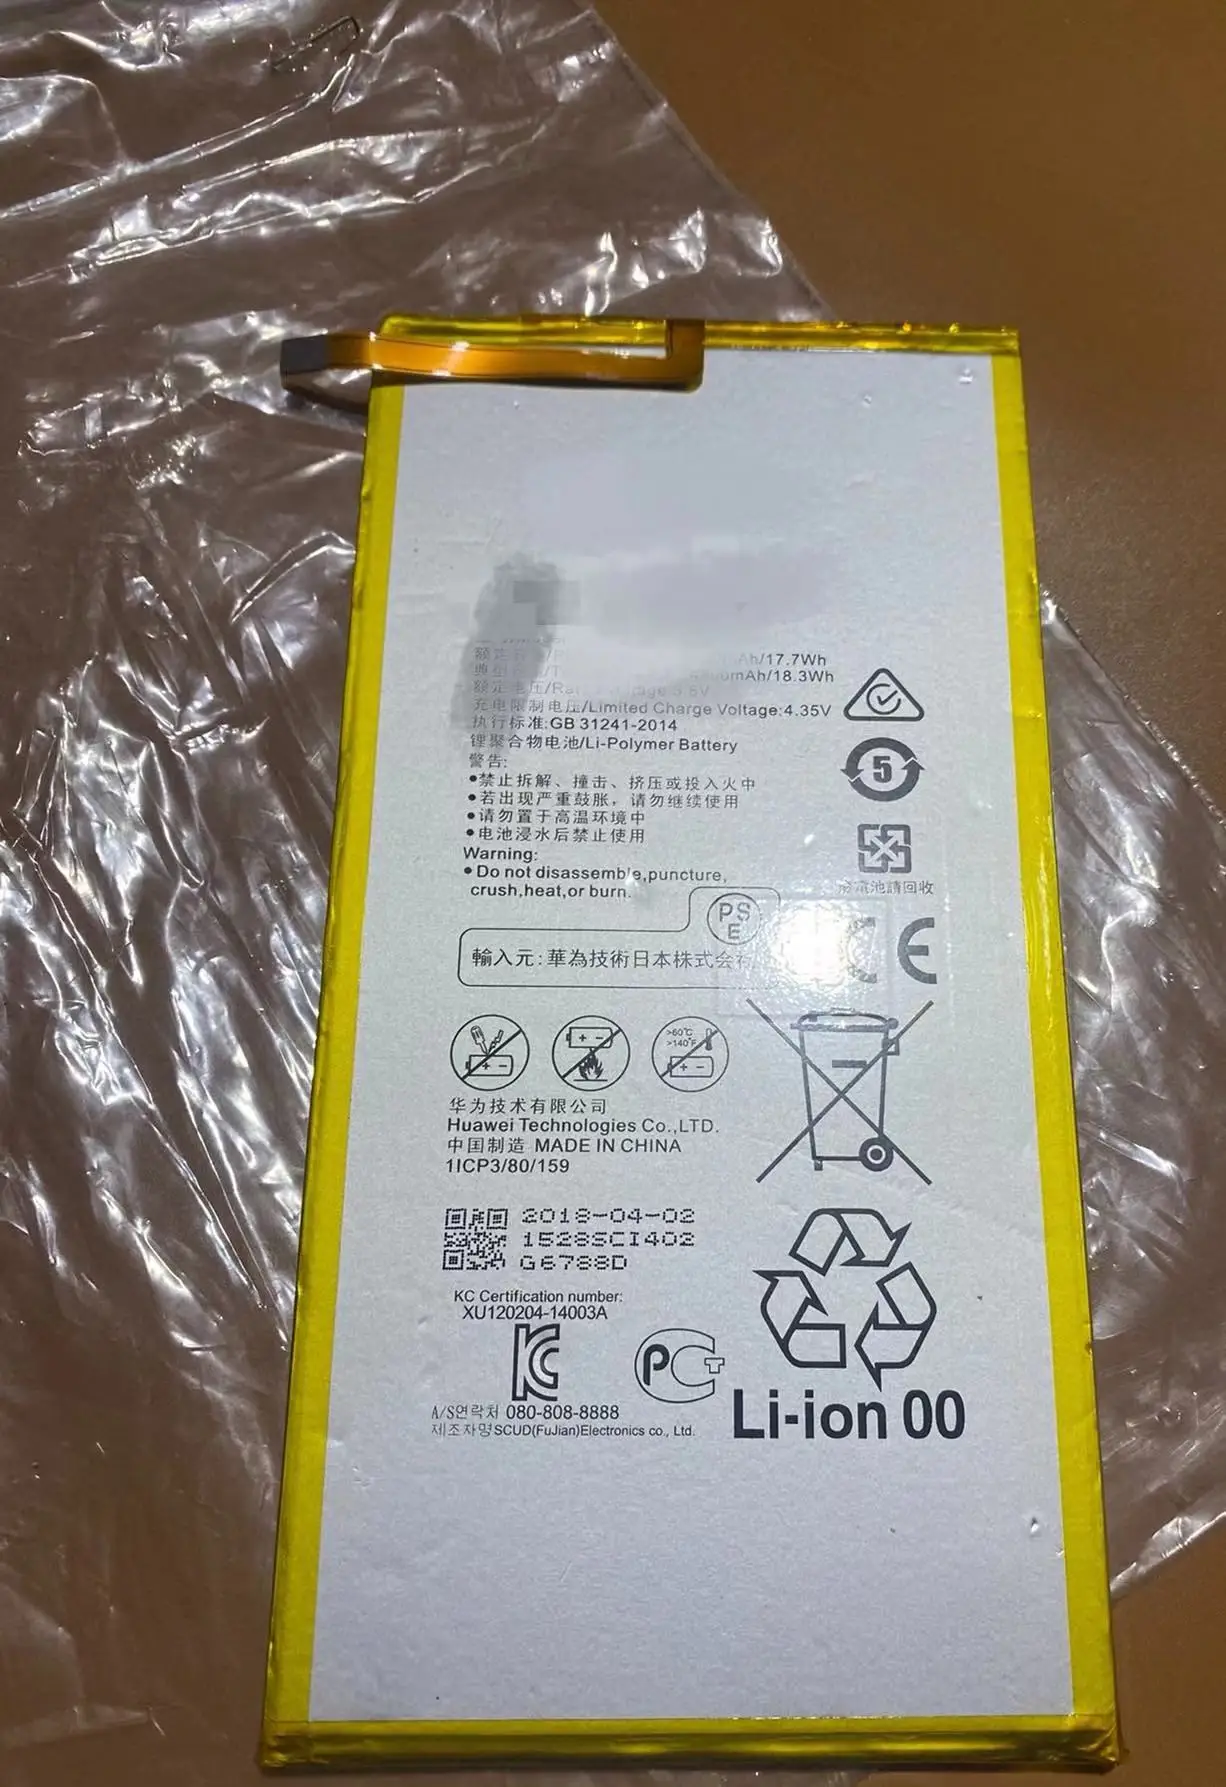 /17.7Wh
mAh/18.3Wh
充电限制电压/Limited Charge Voltage:4.35V
执行标准:GB 31241-2014
锂聚合物电池/Li-Polymer Battery
警告:
•禁止拆解、撞击、挤压或投入火中
•若出现严重鼓胀，请勿继续使用
•请勿置于高温环境中
•电池浸水后禁止使用
Warning:
•Do not disassemble,puncture,
crush,heat,or burn.
5
廢電池請回收
PS
E
輸入元:華為技術日本株式会
CE
>60℃
>140℉
华为技术有限公司
Huawei Technologies Co.,LTD.
中国制造 MADE IN CHINA
1ICP3/80/159
2018-04-02
1528SCI402
G6788D
KC Certification number:
XU120204-14003A
A/S연락처 080-808-8888
제조자명SCUD(FuJian)Electronics co., Ltd.
PCT
Li-ion 00